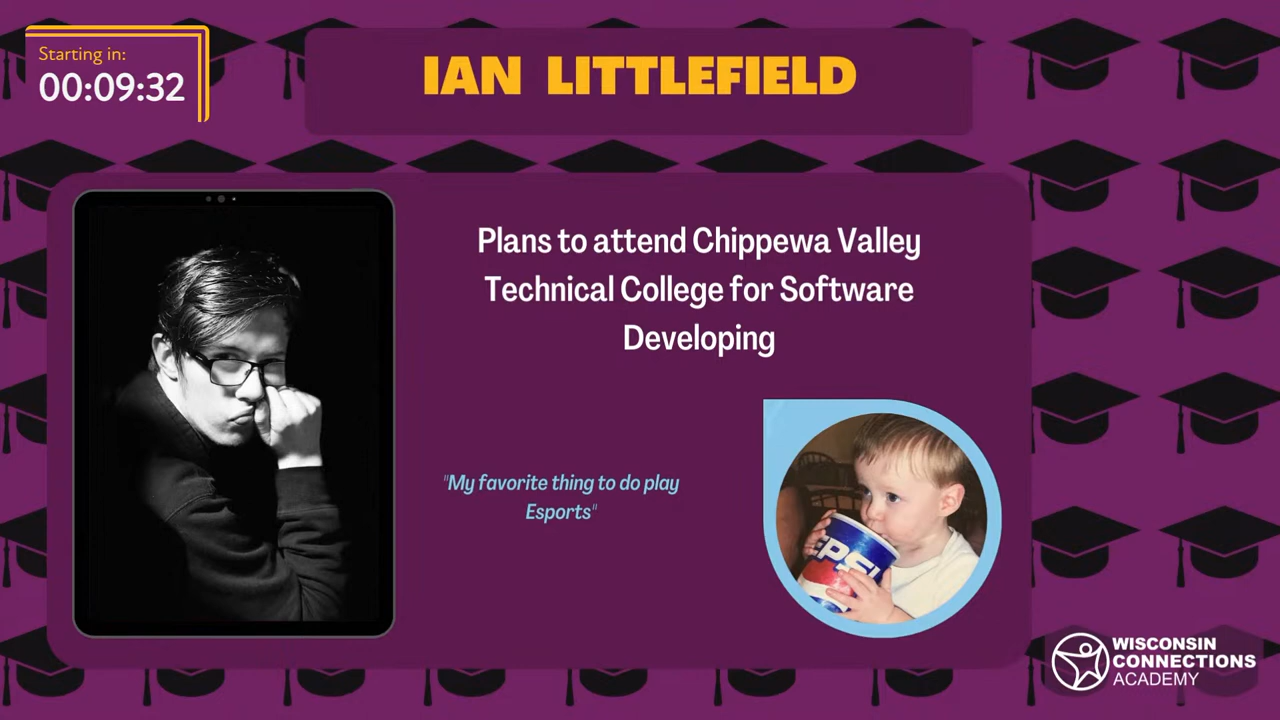 Starting in:
00:09:32
IAN LITTLEFIELD
Plans to attend Chippewa Valley
Technical College for Software
Developing
"My favorite thing to do play
Esports"
PEPSI
WISCONSIN
CONNECTIONS
ACADEMY